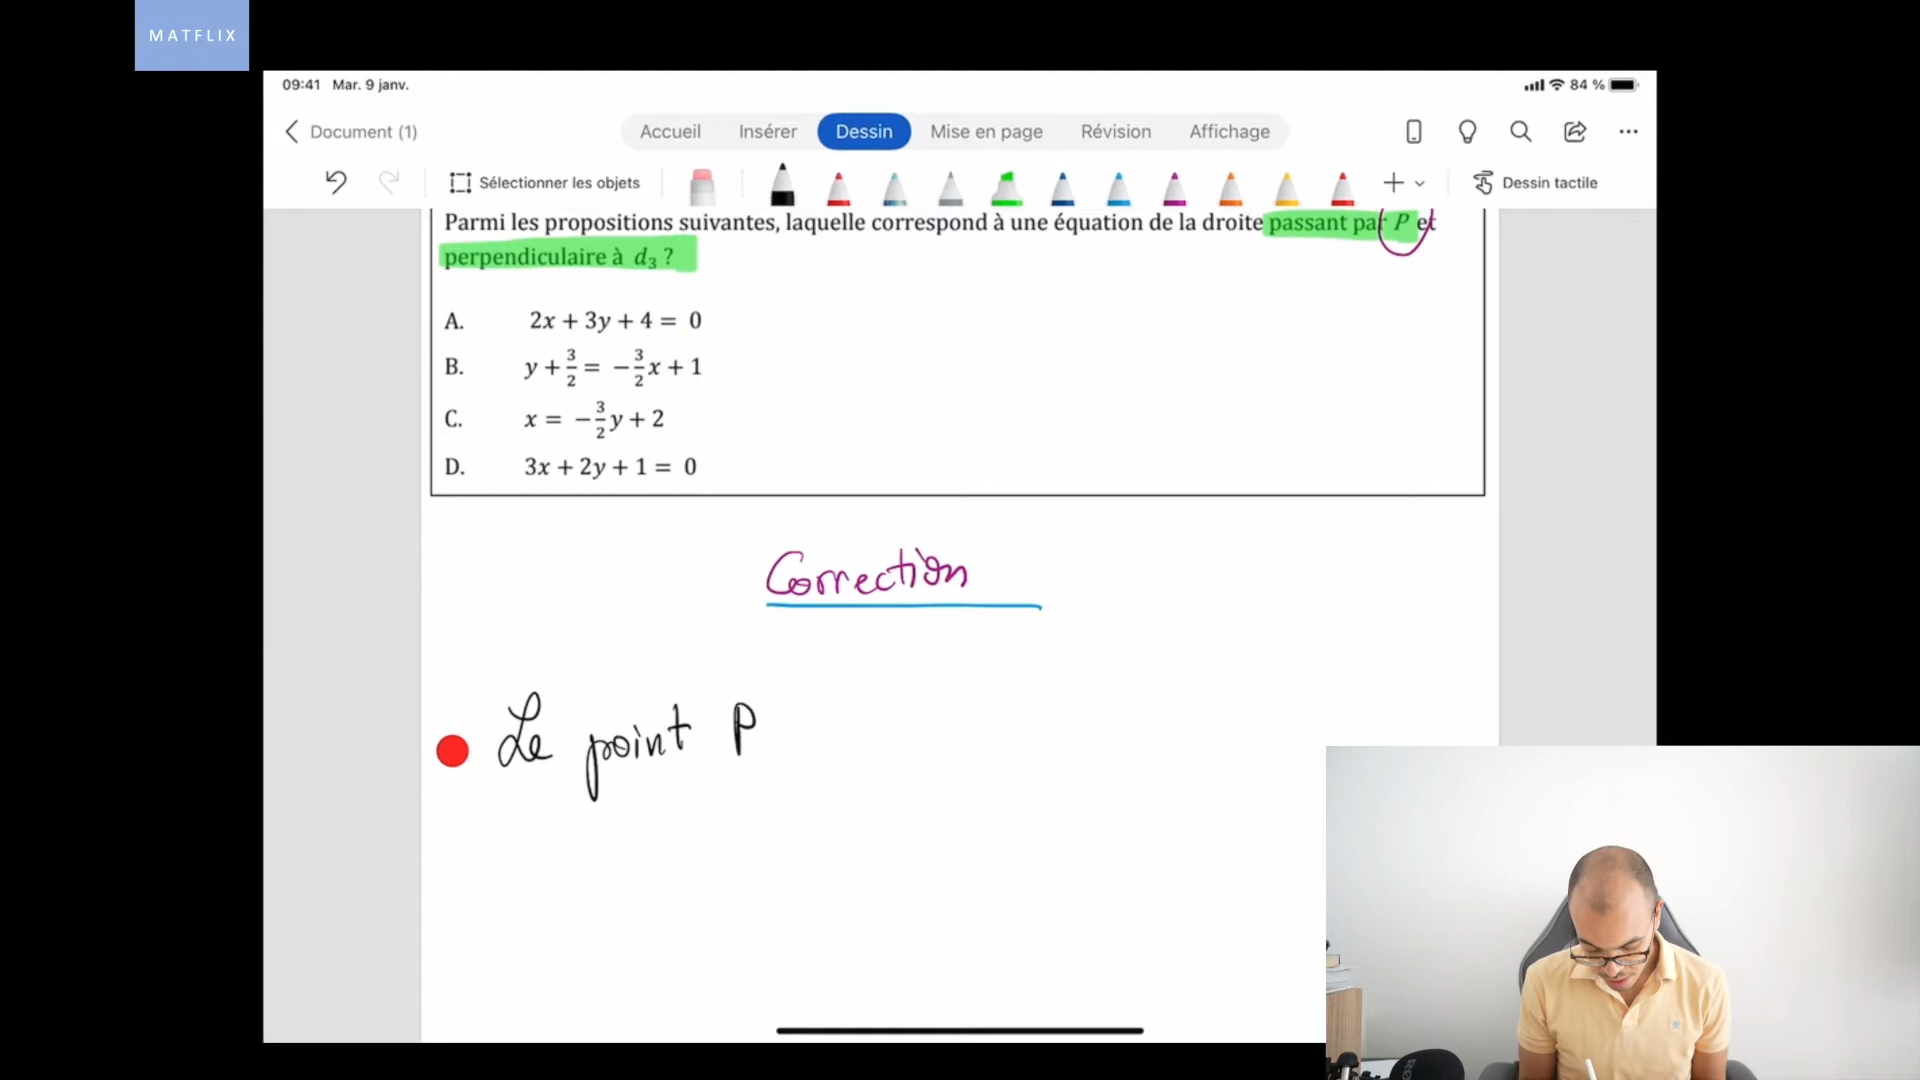 MATFLIX
09:41 Mar. 9 janv.
84 %
Document (1)
Accueil Insérer Dessin Mise en page Révision Affichage
Sélectionner les objets
Dessin tactile
Parmi les propositions suivantes, laquelle correspond à une équation de la droite passant par P et
perpendiculaire à d₃ ?
A. 2x + 3y + 4 = 0
B. y + 3/2 = −3/2 x + 1
C. x = −3/2 y + 2
D. 3x + 2y + 1 = 0
Correction
Le point P